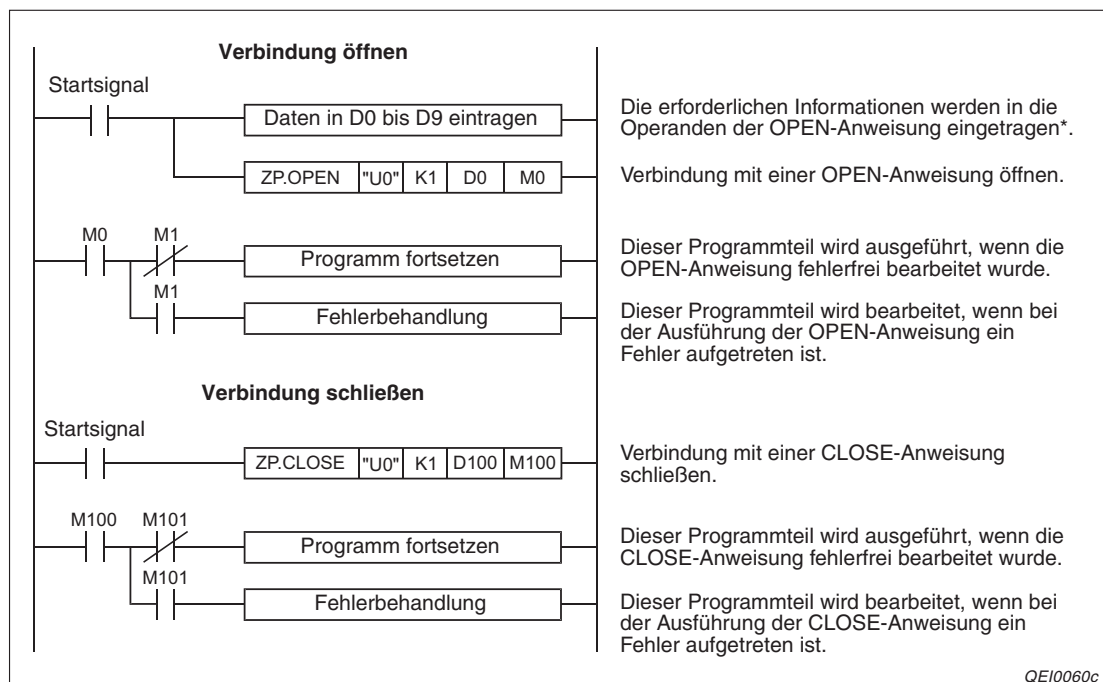 Verbindung öffnen
Startsignal
Daten in D0 bis D9 eintragen
Die erforderlichen Informationen werden in die
Operanden der OPEN-Anweisung eingetragen*.
ZP.OPEN "U0" K1 D0 M0
Verbindung mit einer OPEN-Anweisung öffnen.
M0 M1
Programm fortsetzen
Dieser Programmteil wird ausgeführt, wenn die
OPEN-Anweisung fehlerfrei bearbeitet wurde.
M1
Fehlerbehandlung
Dieser Programmteil wird bearbeitet, wenn bei
der Ausführung der OPEN-Anweisung ein
Fehler aufgetreten ist.
Verbindung schließen
Startsignal
ZP.CLOSE "U0" K1 D100 M100
Verbindung mit einer CLOSE-Anweisung
schließen.
M100 M101
Programm fortsetzen
Dieser Programmteil wird ausgeführt, wenn die
CLOSE-Anweisung fehlerfrei bearbeitet wurde.
M101
Fehlerbehandlung
Dieser Programmteil wird bearbeitet, wenn bei
der Ausführung der CLOSE-Anweisung ein
Fehler aufgetreten ist.
QEI0060c